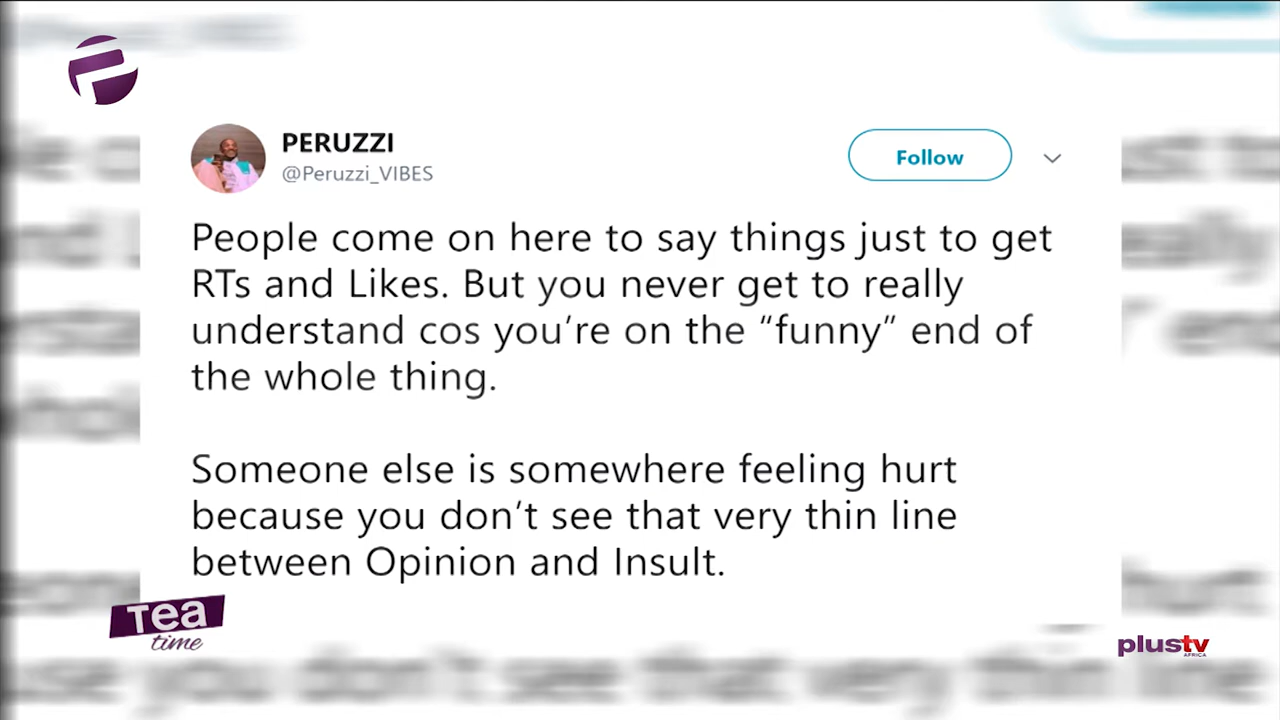 PERUZZI
@Peruzzi_VIBES
Follow
People come on here to say things just to get
RTs and Likes. But you never get to really
understand cos you’re on the “funny” end of
the whole thing.
Someone else is somewhere feeling hurt
because you don’t see that very thin line
between Opinion and Insult.
Tea
time
plustv
AFRICA